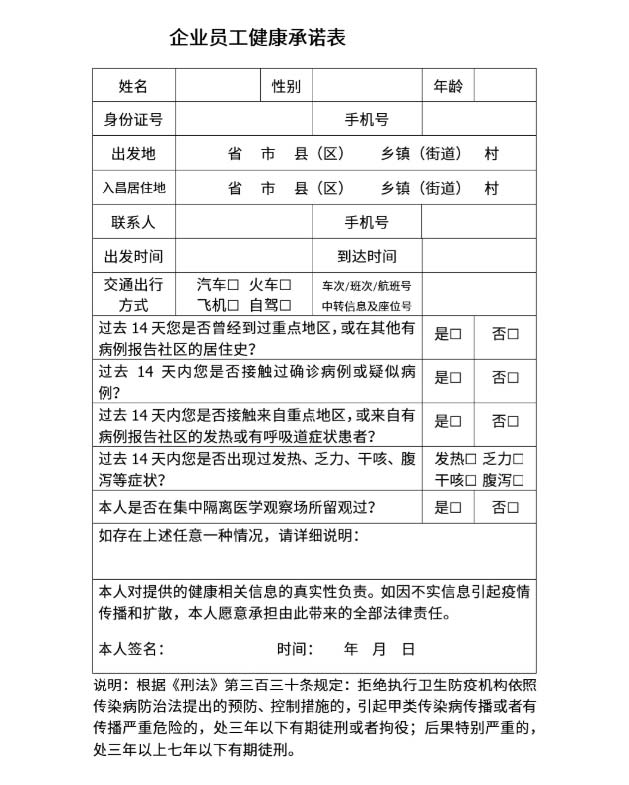 企业员工健康承诺表
姓名 性别 年龄
身份证号 手机号
出发地 省 市 县（区） 乡镇（街道） 村
入昌居住地 省 市 县（区） 乡镇（街道） 村
联系人 手机号
出发时间 到达时间
交通出行 汽车□ 火车□ 车次/班次/航班号
方式 飞机□ 自驾□ 中转信息及座位号
过去 14 天您是否曾经到过重点地区，或在其他有 是□ 否□
病例报告社区的居住史？
过去 14 天内您是否接触过确诊病例或疑似病 是□ 否□
例？
过去 14 天内您是否接触来自重点地区，或来自有 是□ 否□
病例报告社区的发热或有呼吸道症状患者？
过去 14 天内您是否出现过发热、乏力、干咳、腹 发热□ 乏力□
泻等症状？ 干咳□ 腹泻□
本人是否在集中隔离医学观察场所留观过？ 是□ 否□
如存在上述任意一种情况，请详细说明：
本人对提供的健康相关信息的真实性负责。如因不实信息引起疫情
传播和扩散，本人愿意承担由此带来的全部法律责任。
本人签名： 时间： 年 月 日
说明：根据《刑法》第三百三十条规定：拒绝执行卫生防疫机构依照
传染病防治法提出的预防、控制措施的，引起甲类传染病传播或者有
传播严重危险的，处三年以下有期徒刑或者拘役；后果特别严重的，
处三年以上七年以下有期徒刑。